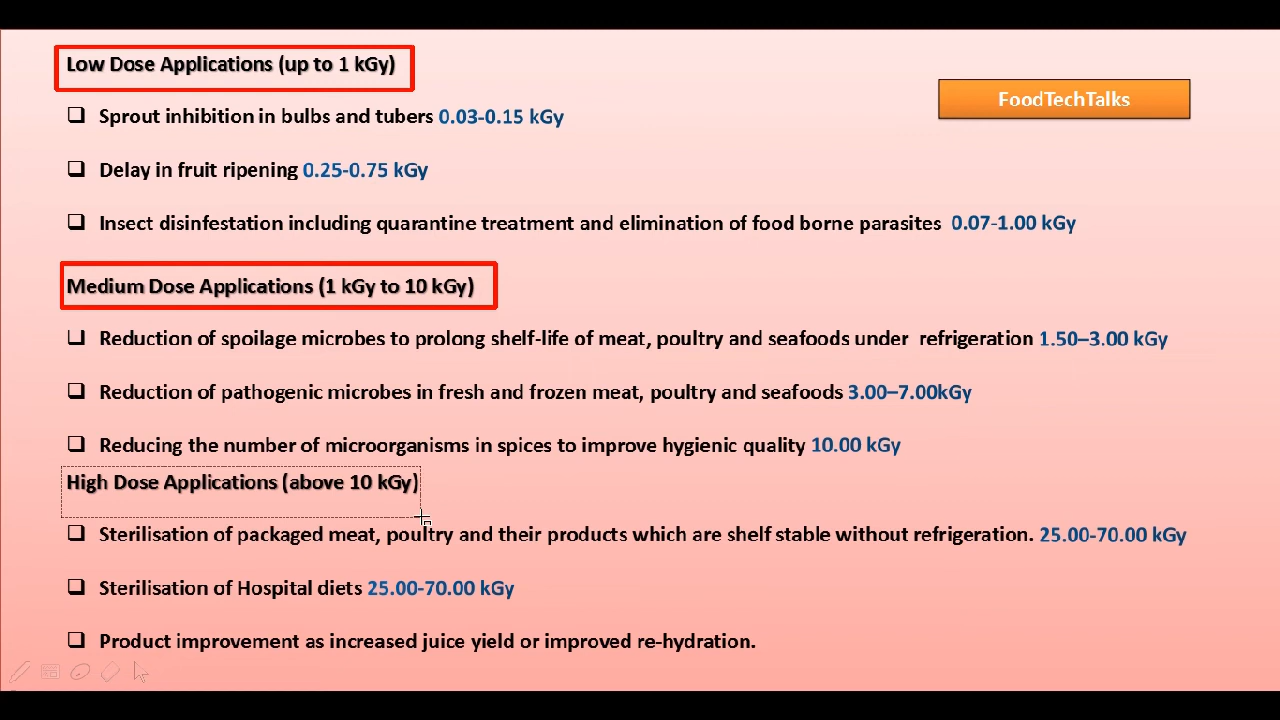 Low Dose Applications (up to 1 kGy)
FoodTechTalks
Sprout inhibition in bulbs and tubers 0.03-0.15 kGy
Delay in fruit ripening 0.25-0.75 kGy
Insect disinfestation including quarantine treatment and elimination of food borne parasites 0.07-1.00 kGy
Medium Dose Applications (1 kGy to 10 kGy)
Reduction of spoilage microbes to prolong shelf-life of meat, poultry and seafoods under refrigeration 1.50–3.00 kGy
Reduction of pathogenic microbes in fresh and frozen meat, poultry and seafoods 3.00–7.00kGy
Reducing the number of microorganisms in spices to improve hygienic quality 10.00 kGy
High Dose Applications (above 10 kGy)
Sterilisation of packaged meat, poultry and their products which are shelf stable without refrigeration. 25.00-70.00 kGy
Sterilisation of Hospital diets 25.00-70.00 kGy
Product improvement as increased juice yield or improved re-hydration.